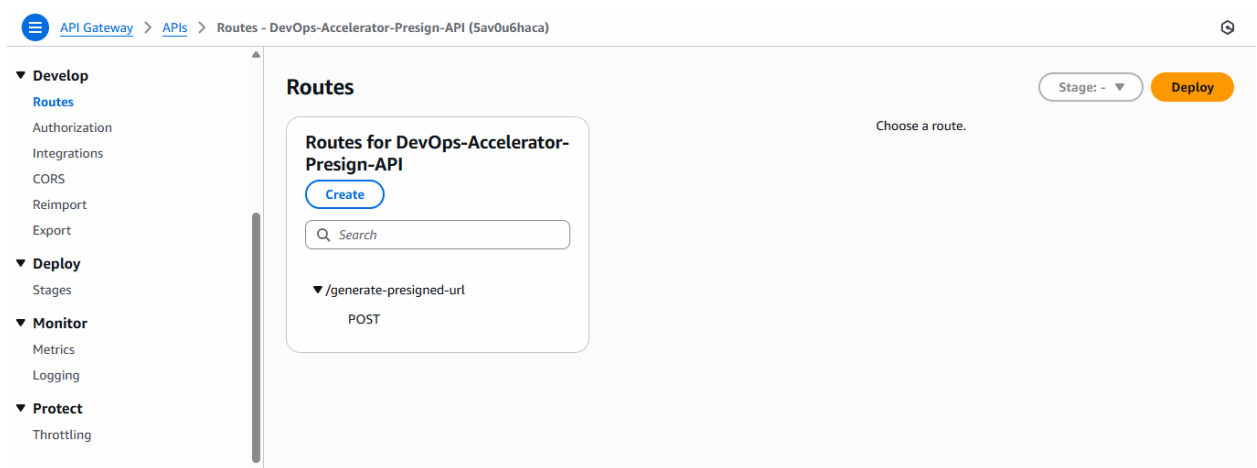 API Gateway > APIs > Routes - DevOps-Accelerator-Presign-API (5av0u6haca)
Develop
Routes
Authorization
Integrations
CORS
Reimport
Export
Deploy
Stages
Monitor
Metrics
Logging
Protect
Throttling
Routes
Stage: -
Deploy
Routes for DevOps-Accelerator-
Presign-API
Create
Search
/generate-presigned-url
POST
Choose a route.